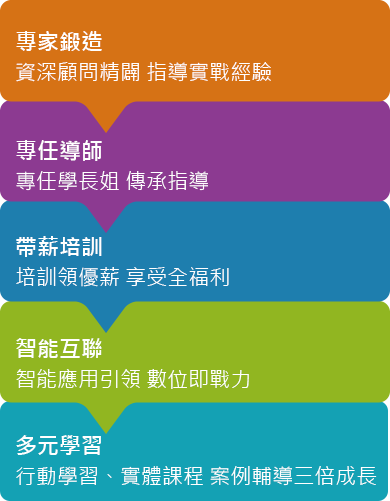 專家鍛造
資深顧問精闢 指導實戰經驗
專任導師
專任學長姐 傳承指導
帶薪培訓
培訓領優薪 享受全福利
智能互聯
智能應用引領 數位即戰力
多元學習
行動學習、實體課程 案例輔導三倍成長